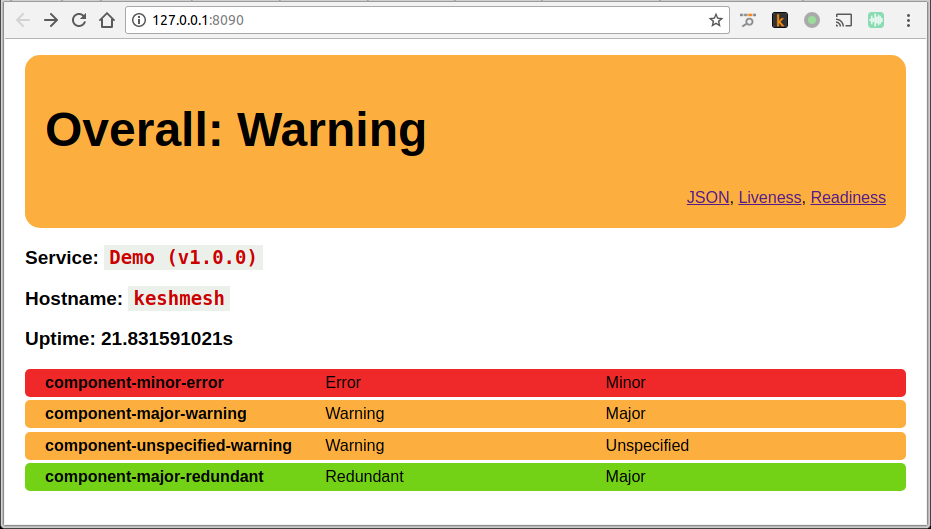 127.0.0.1:8090
k
Overall: Warning
JSON, Liveness, Readiness
Service: Demo (v1.0.0)
Hostname: keshmesh
Uptime: 21.831591021s
component-minor-error Error Minor
component-major-warning Warning Major
component-unspecified-warning Warning Unspecified
component-major-redundant Redundant Major